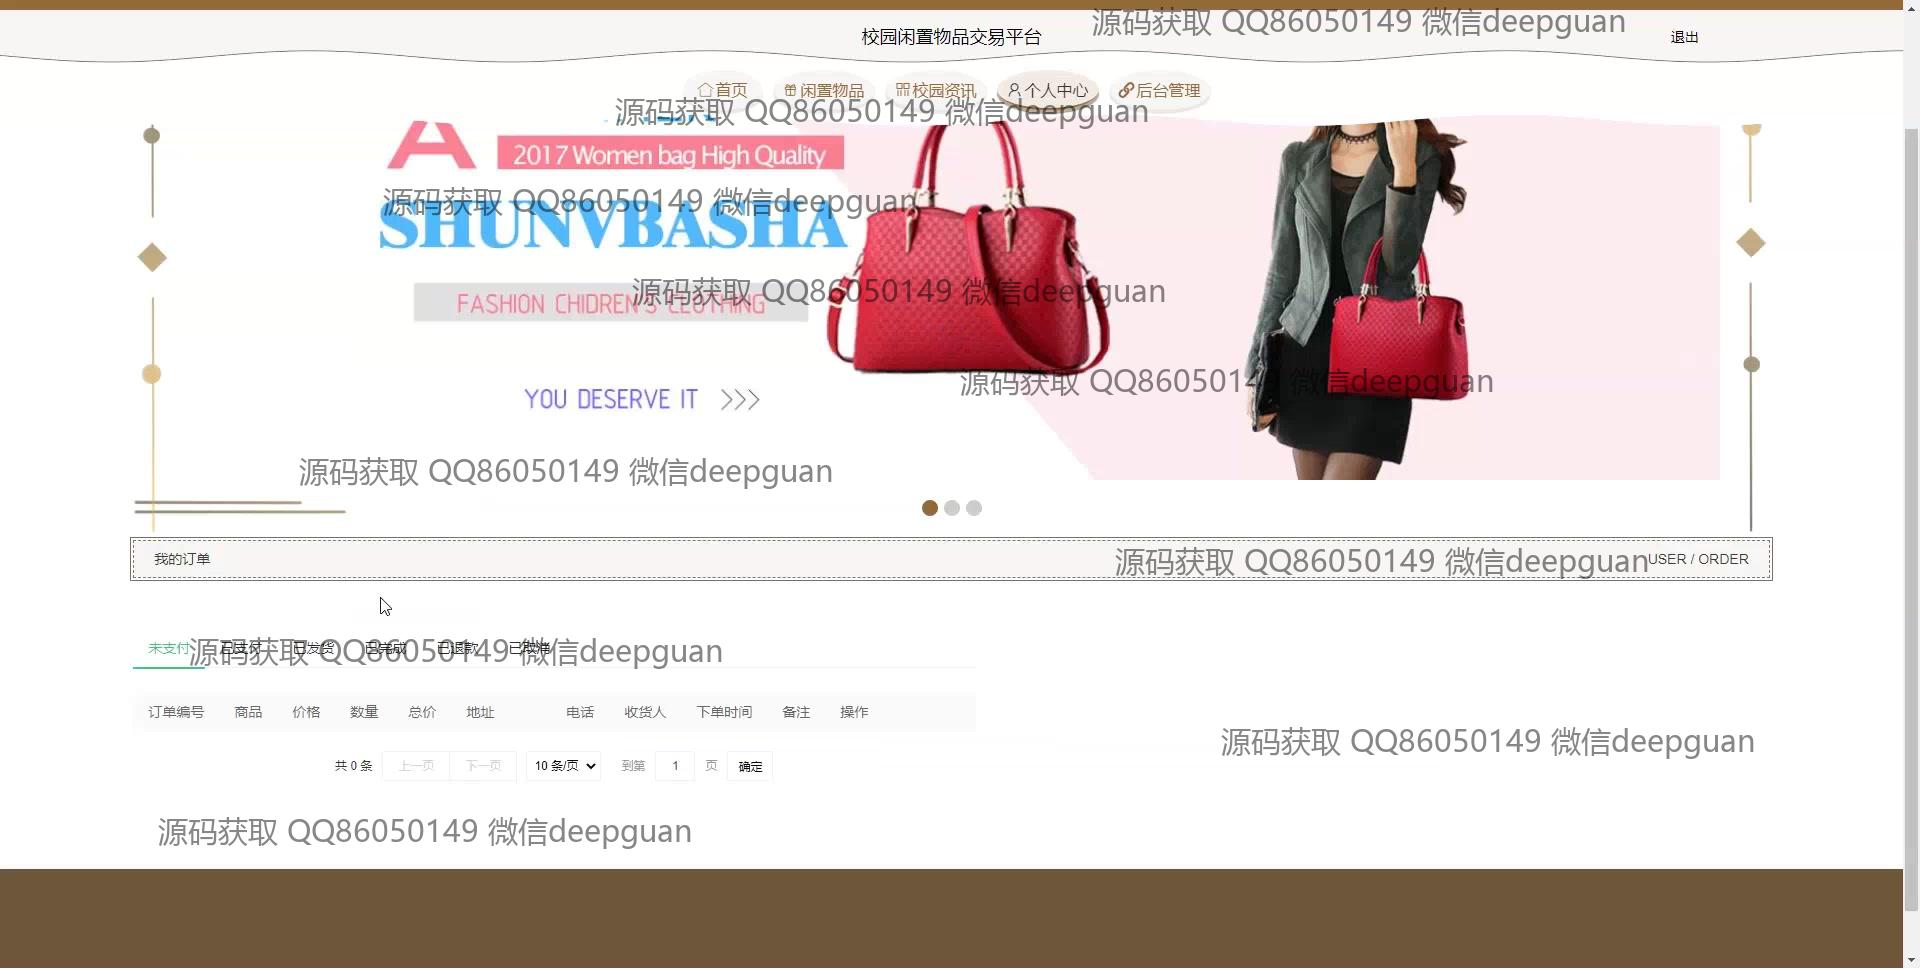 校园闲置物品交易平台
源码获取 QQ86050149 微信deepguan
退出
首页 闲置物品 校园资讯 个人中心 后台管理
源码获取 QQ86050149 微信deepguan
2017 Women bag High Quality
源码获取 QQ86050149 微信deepguan
SHUNVBASHA
源码获取 QQ86050149 微信deepguan
FASHION CHIDREN'S CLOTHING
源码获取 QQ86050149 微信deepguan
YOU DESERVE IT >>>
源码获取 QQ86050149 微信deepguan
我的订单
源码获取 QQ86050149 微信deepguan
USER / ORDER
未支付 已支付 已发货 已完成 已退款 已取消
源码获取 QQ86050149 微信deepguan
订单编号 商品 价格 数量 总价 地址 电话 收货人 下单时间 备注 操作
源码获取 QQ86050149 微信deepguan
共 0 条 上一页 下一页 10 条/页 到第 1 页 确定
源码获取 QQ86050149 微信deepguan